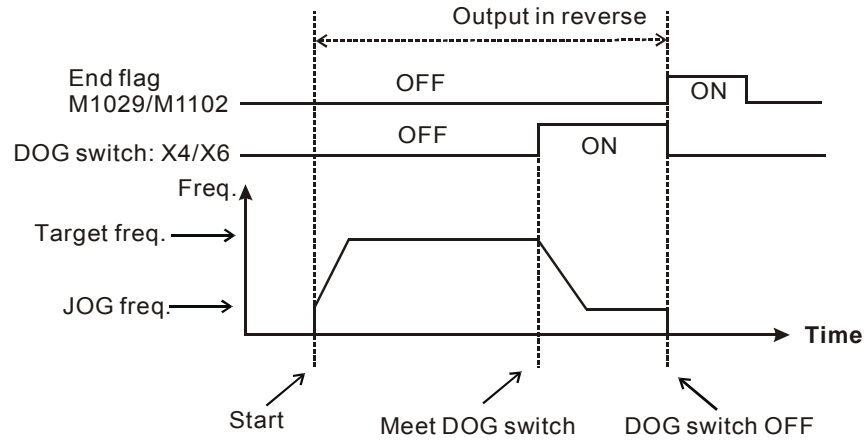 Output in reverse
End flag
M1029/M1102
OFF
ON
DOG switch: X4/X6
OFF
ON
Freq.
Target freq.
JOG freq.
Time
Start
Meet DOG switch
DOG switch OFF